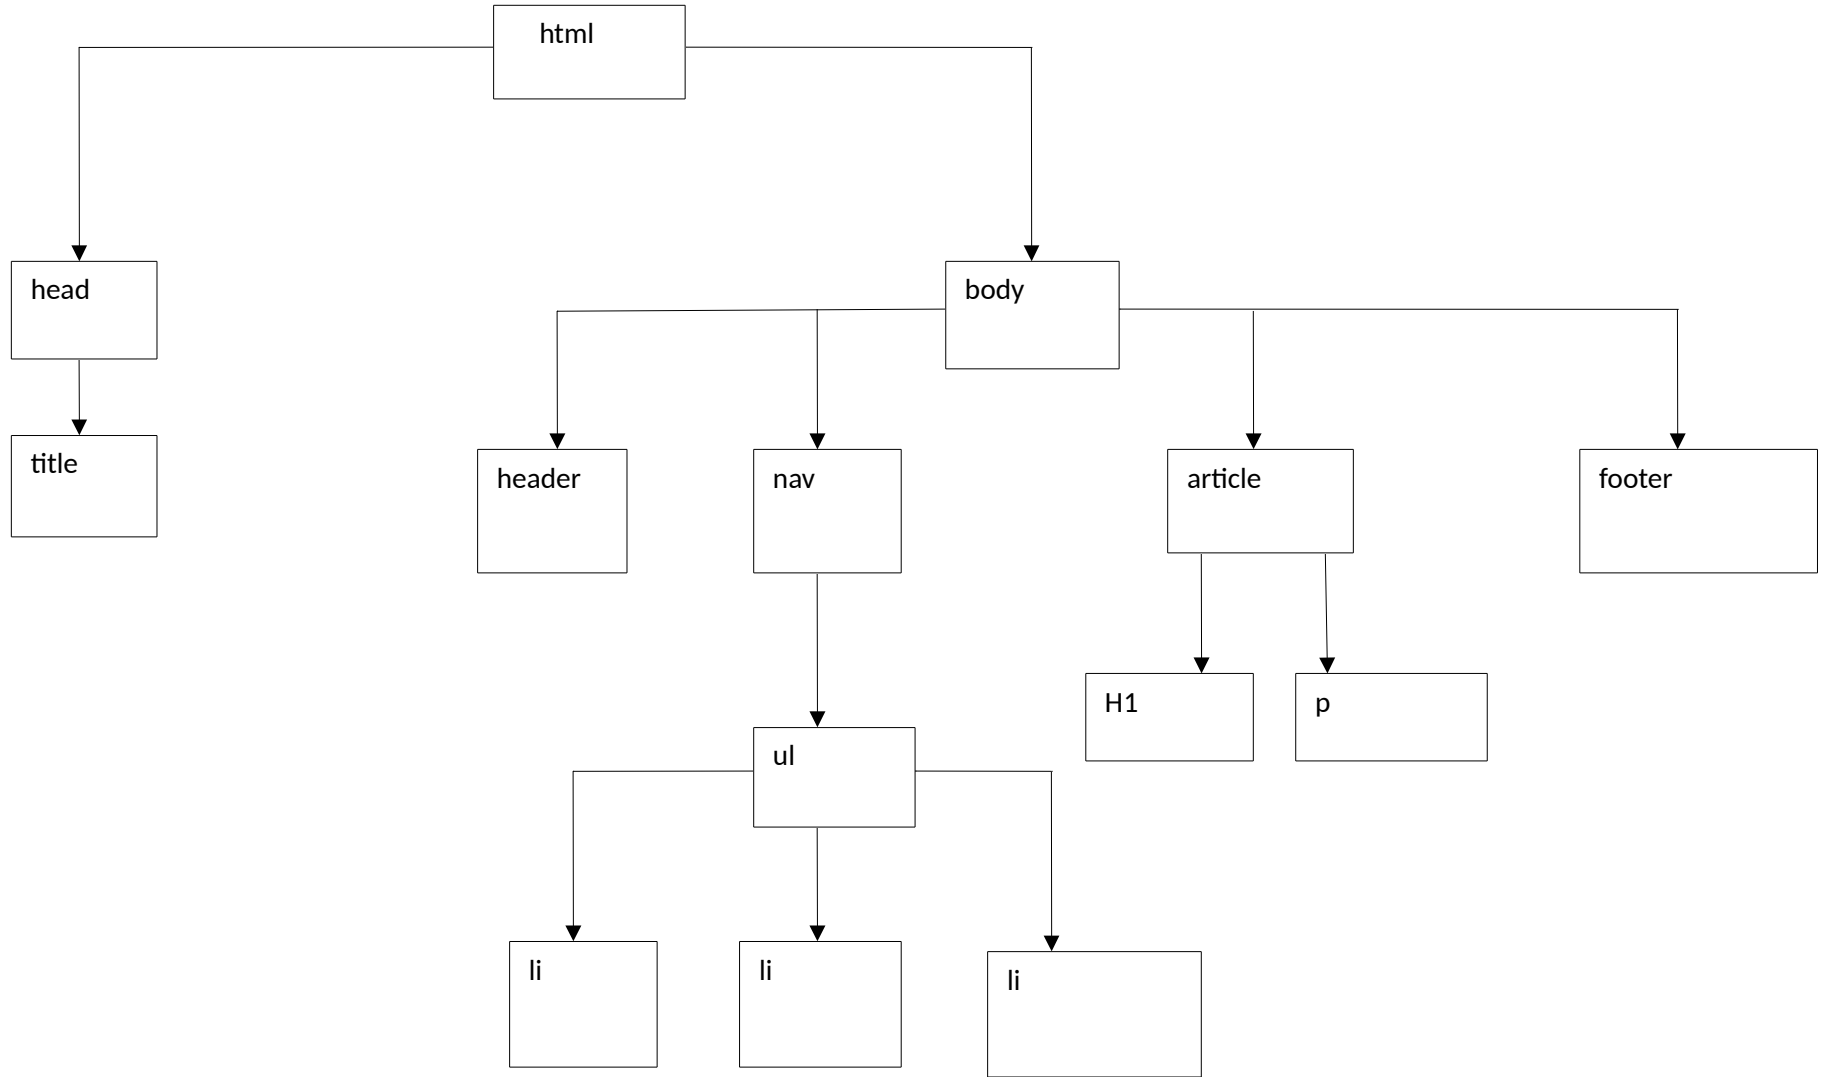 html
head
body
title
header
nav
article
footer
H1
p
ul
li
li
li